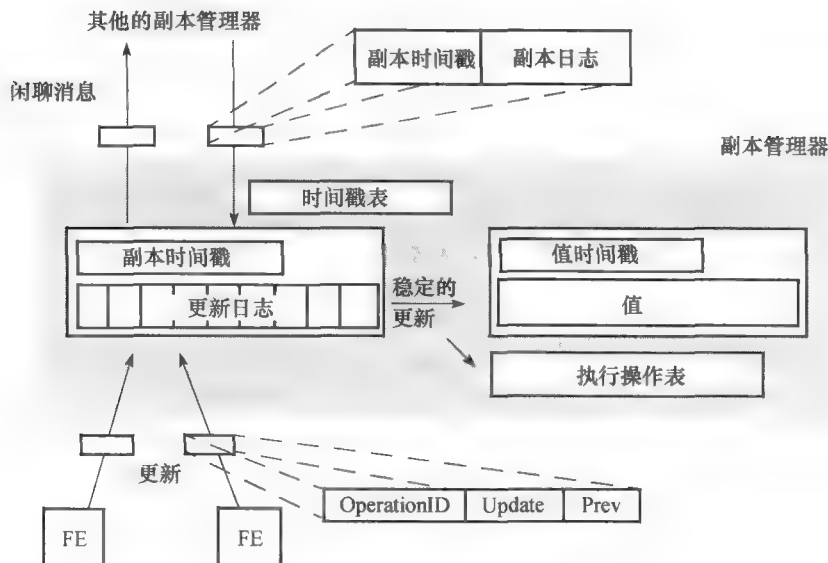 其他的副本管理器
副本时间戳 副本日志
闲聊消息
副本管理器
时间戳表
副本时间戳
值时间戳
更新日志
稳定的
更新
值
执行操作表
更新
OperationID Update Prev
FE FE